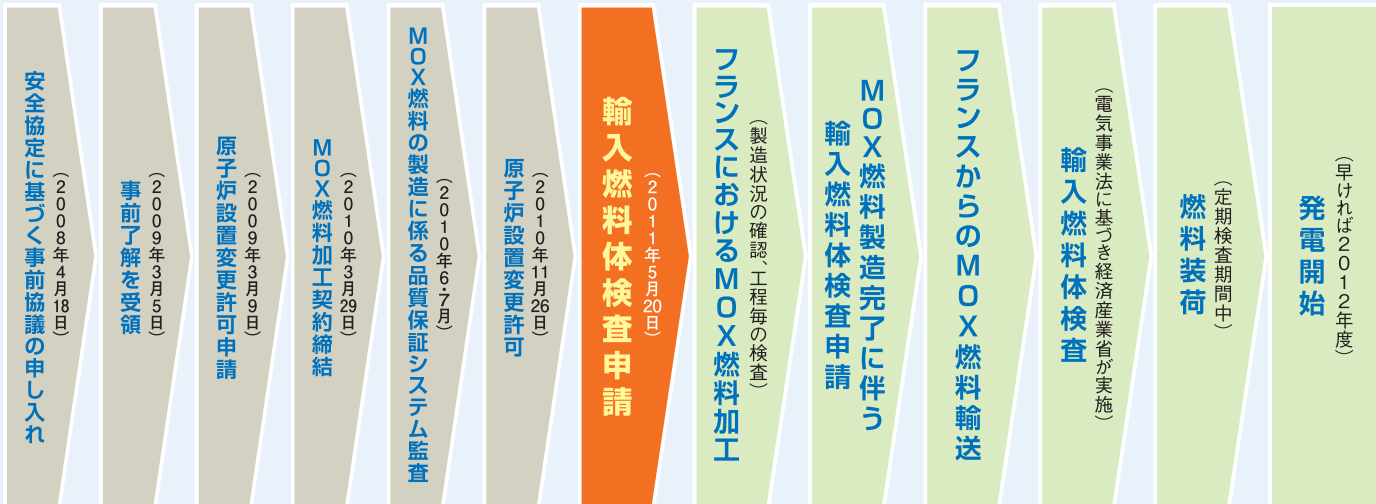 安全協定に基づく事前協議の申し入れ
（2008年4月18日）
事前了解を受領
（2009年3月5日）
原子炉設置変更許可申請
（2009年3月9日）
MOX燃料加工契約締結
（2010年3月29日）
MOX燃料の製造に係る品質保証システム監査
（2010年6・7月）
原子炉設置変更許可
（2010年11月26日）
輸入燃料体検査申請
（2011年5月20日）
フランスにおけるMOX燃料加工
（製造状況の確認、工程毎の検査）
MOX燃料製造完了に伴う
輸入燃料体検査申請
フランスからのMOX燃料輸送
輸入燃料体検査
（電気事業法に基づき経済産業省が実施）
燃料装荷
（定期検査期間中）
発電開始
（早ければ2012年度）